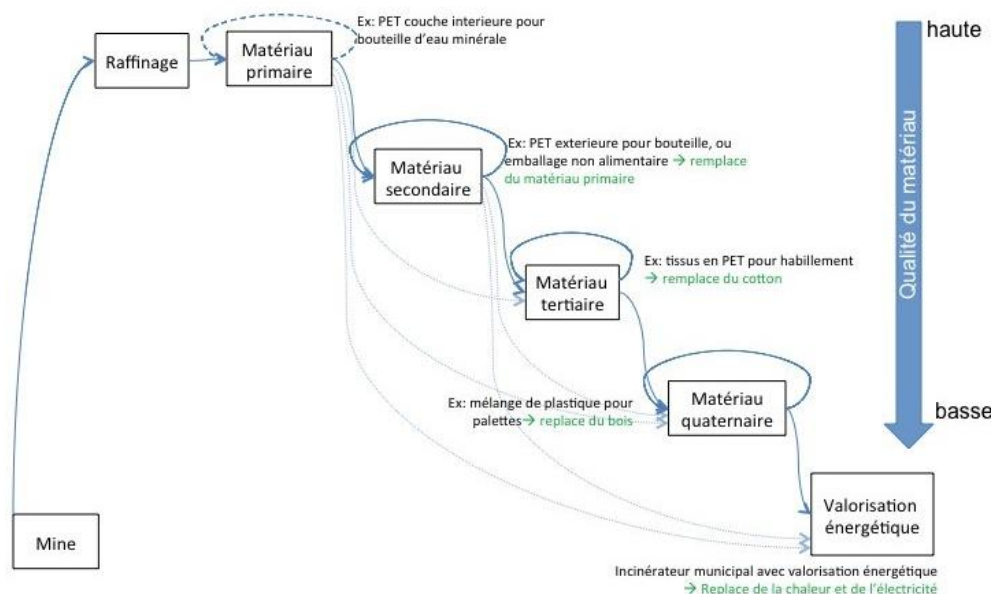 haute
Ex: PET couche interieure pour
bouteille d'eau minérale
Raffinage
Matériau
primaire
Ex: PET exterieure pour bouteille, ou
emballage non alimentaire → remplace
du matériau primaire
Matériau
secondaire
Qualité du matériau
Ex: tissus en PET pour habillement
→ remplace du cotton
Matériau
tertiaire
Ex: mélange de plastique pour
palettes→ replace du bois
Matériau
quaternaire
basse
Mine
Valorisation
énergétique
Incinérateur municipal avec valorisation énergétique
→ Replace de la chaleur et de l'électricité